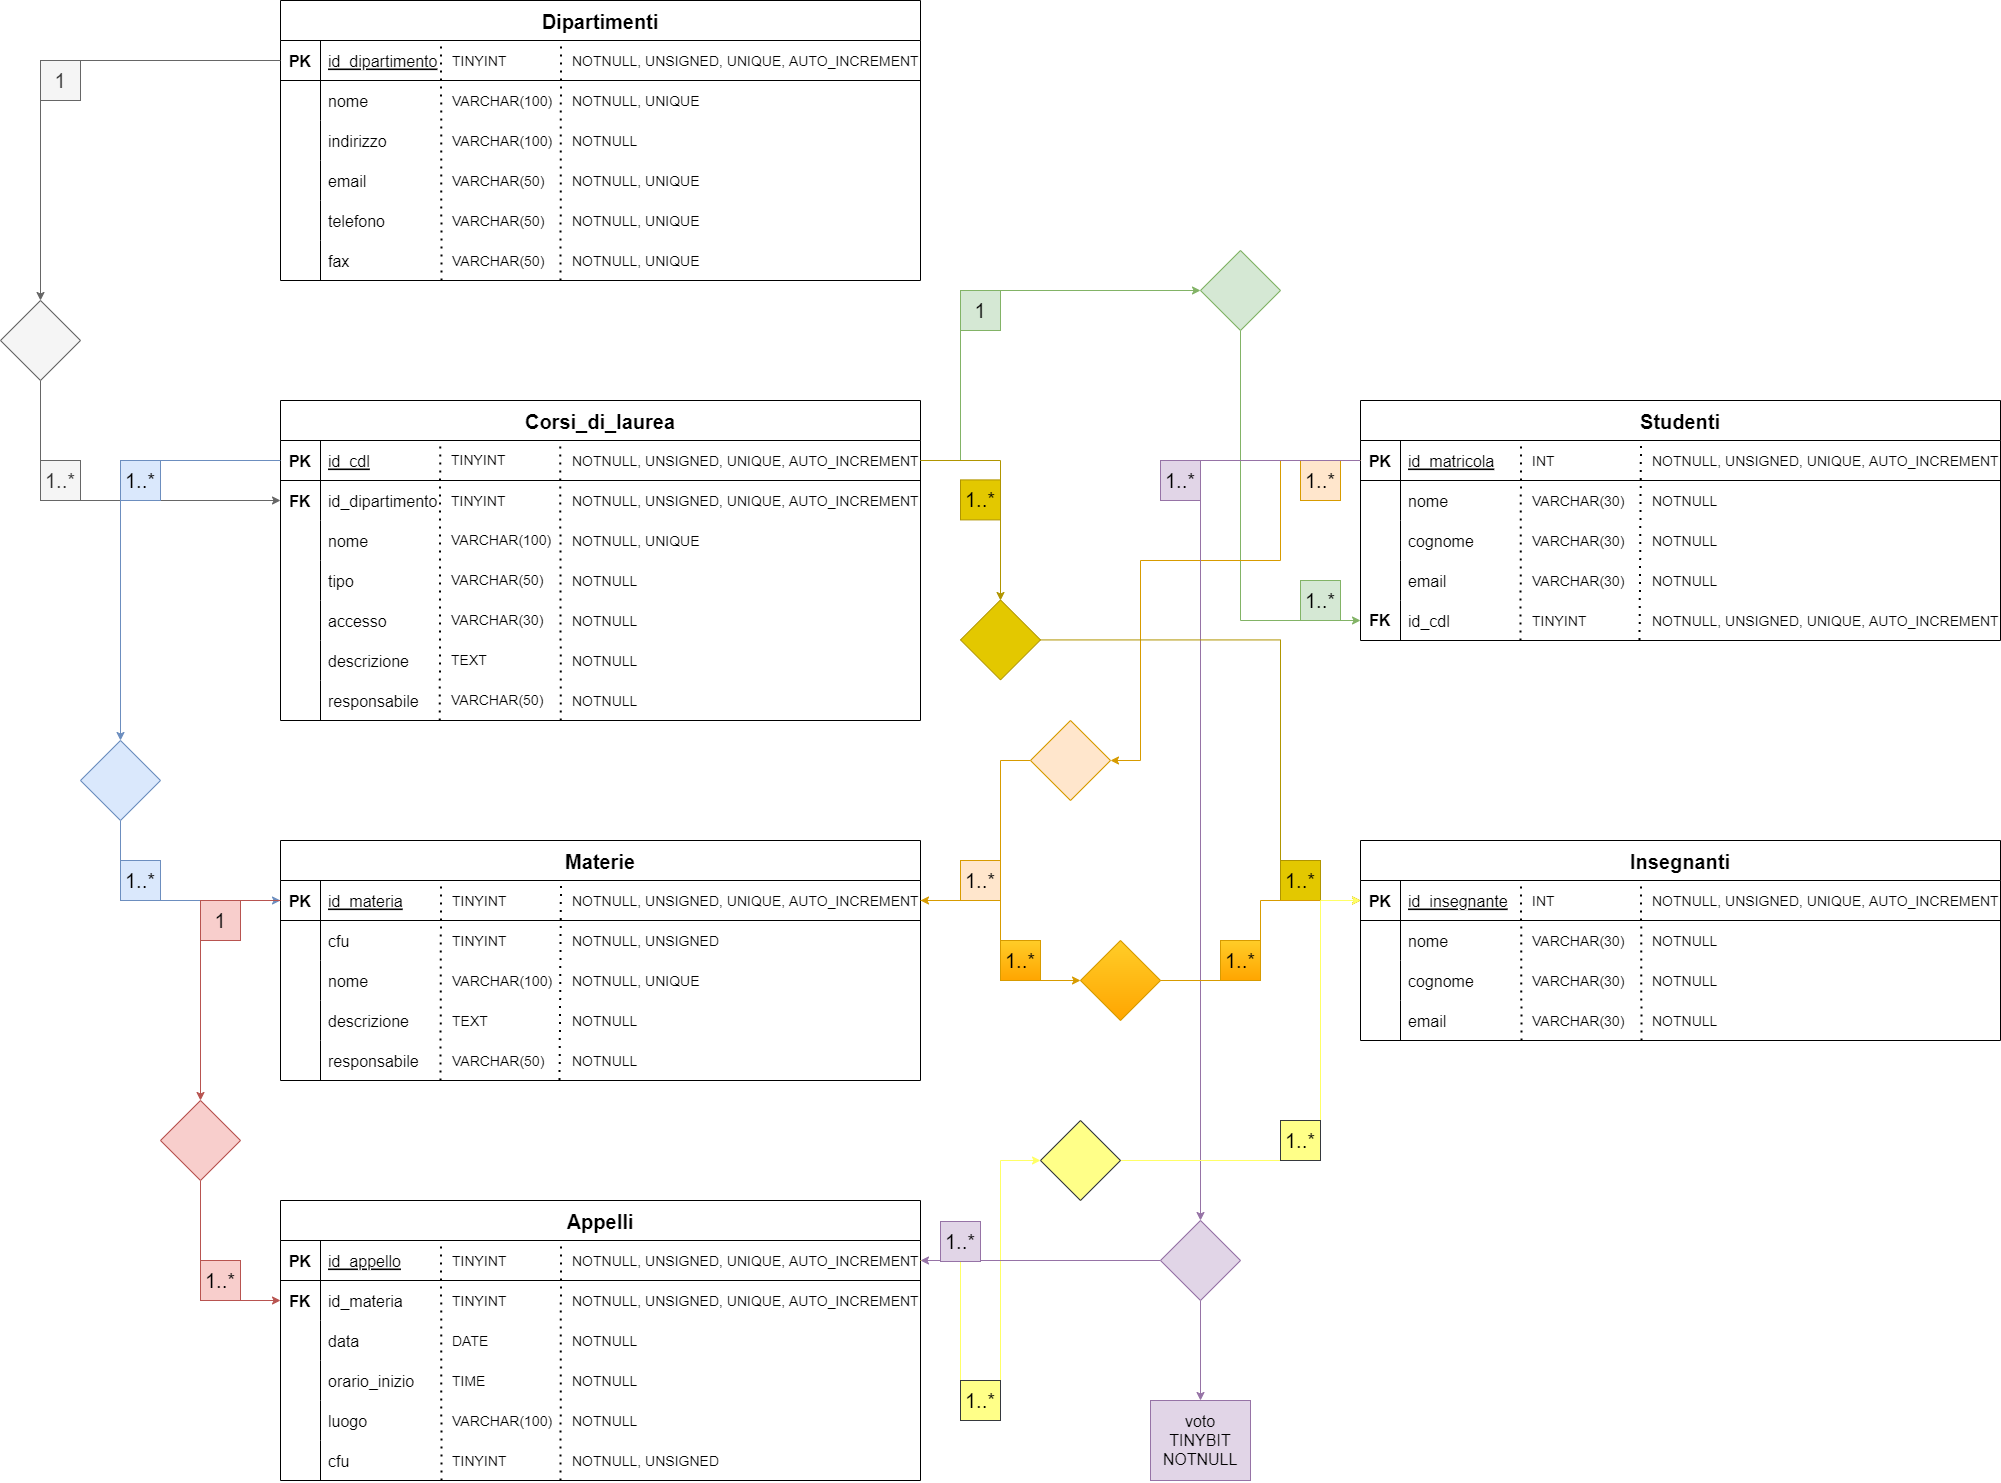 Dipartimenti
PK id_dipartimento TINYINT NOTNULL, UNSIGNED, UNIQUE, AUTO_INCREMENT
nome VARCHAR(100) NOTNULL, UNIQUE
indirizzo VARCHAR(100) NOTNULL
email VARCHAR(50) NOTNULL, UNIQUE
telefono VARCHAR(50) NOTNULL, UNIQUE
fax VARCHAR(50) NOTNULL, UNIQUE
1
1..*
1..*
Corsi_di_laurea
PK id_cdl TINYINT NOTNULL, UNSIGNED, UNIQUE, AUTO_INCREMENT
FK id_dipartimento TINYINT NOTNULL, UNSIGNED, UNIQUE, AUTO_INCREMENT
nome VARCHAR(100) NOTNULL, UNIQUE
tipo VARCHAR(50) NOTNULL
accesso VARCHAR(30) NOTNULL
descrizione TEXT NOTNULL
responsabile VARCHAR(50) NOTNULL
1
1..*
1..*
1..*
1..*
Studenti
PK id_matricola INT NOTNULL, UNSIGNED, UNIQUE, AUTO_INCREMENT
nome VARCHAR(30) NOTNULL
cognome VARCHAR(30) NOTNULL
email VARCHAR(30) NOTNULL
FK id_cdl TINYINT NOTNULL, UNSIGNED, UNIQUE, AUTO_INCREMENT
1..*
1
Materie
PK id_materia TINYINT NOTNULL, UNSIGNED, UNIQUE, AUTO_INCREMENT
cfu TINYINT NOTNULL, UNSIGNED
nome VARCHAR(100) NOTNULL, UNIQUE
descrizione TEXT NOTNULL
responsabile VARCHAR(50) NOTNULL
1..*
1..*
1..*
1..*
Insegnanti
PK id_insegnante INT NOTNULL, UNSIGNED, UNIQUE, AUTO_INCREMENT
nome VARCHAR(30) NOTNULL
cognome VARCHAR(30) NOTNULL
email VARCHAR(30) NOTNULL
1..*
1..*
Appelli
PK id_appello TINYINT NOTNULL, UNSIGNED, UNIQUE, AUTO_INCREMENT
FK id_materia TINYINT NOTNULL, UNSIGNED, UNIQUE, AUTO_INCREMENT
data DATE NOTNULL
orario_inizio TIME NOTNULL
luogo VARCHAR(100) NOTNULL
cfu TINYINT NOTNULL, UNSIGNED
1..*
1..*
voto
TINYBIT
NOTNULL